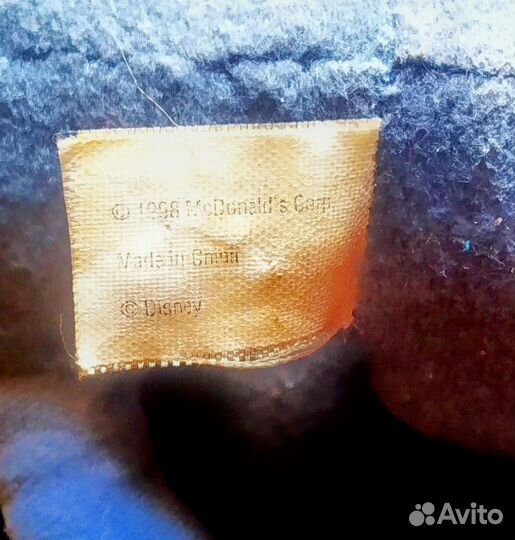 © 1998 McDonald's Corp.
Made in China
© Disney
Avito